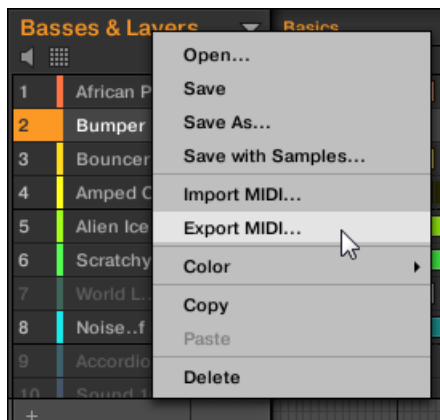 Basses & Layers
Basics
1 African P
2 Bumper
3 Bouncer
4 Amped C
5 Alien Ice
6 Scratchy
7 World L..
8 Noise..f
9 Accordio
10 Sound 1
+
Open...
Save
Save As...
Save with Samples...
Import MIDI...
Export MIDI...
Color
Copy
Paste
Delete